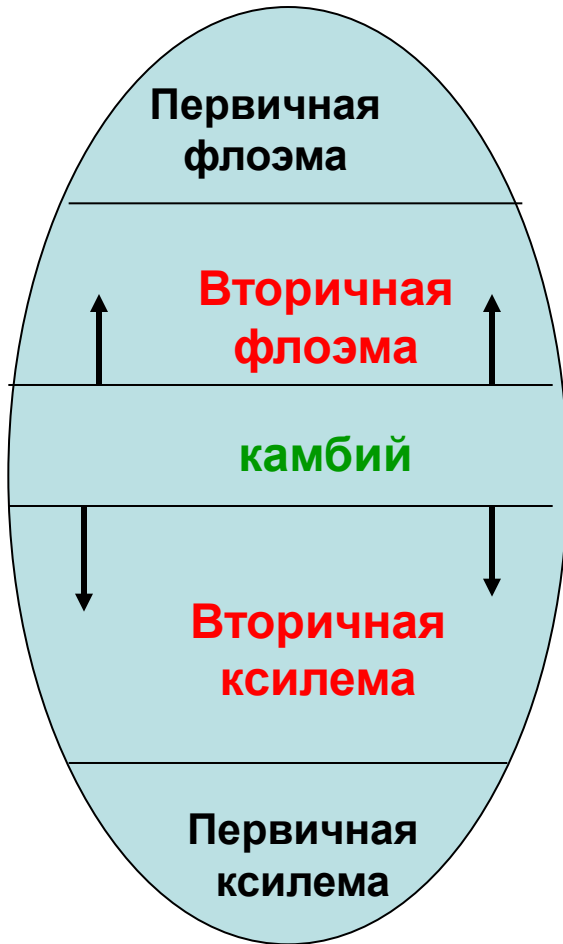 Первичная
флоэма
Вторичная
флоэма
камбий
Вторичная
ксилема
Первичная
ксилема